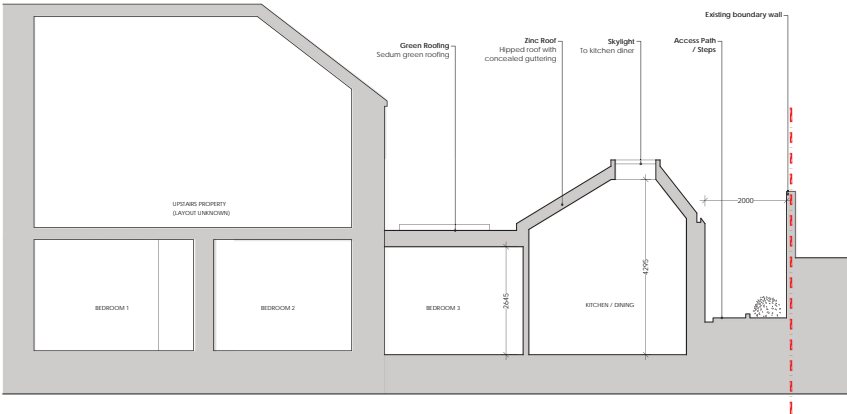 Existing boundary wall
Green Roofing
Sedum green roofing
Zinc Roof
Hipped roof with
concealed guttering
Skylight
To kitchen diner
Access Path
/ Steps
2000
UPSTAIRS PROPERTY
(LAYOUT UNKNOWN)
4295
2645
BEDROOM 1
BEDROOM 2
BEDROOM 3
KITCHEN / DINING